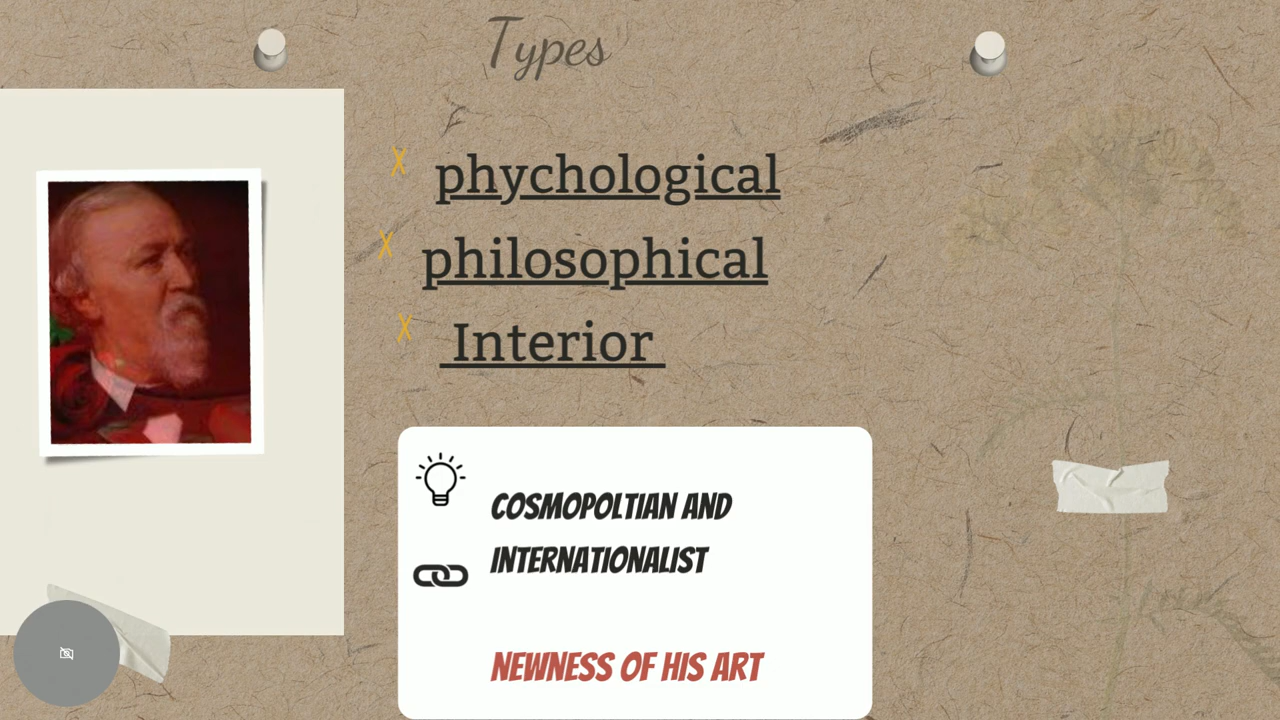 Types
phychological
philosophical
Interior
COSMOPOLTIAN AND
INTERNATIONALIST
NEWNESS OF HIS ART